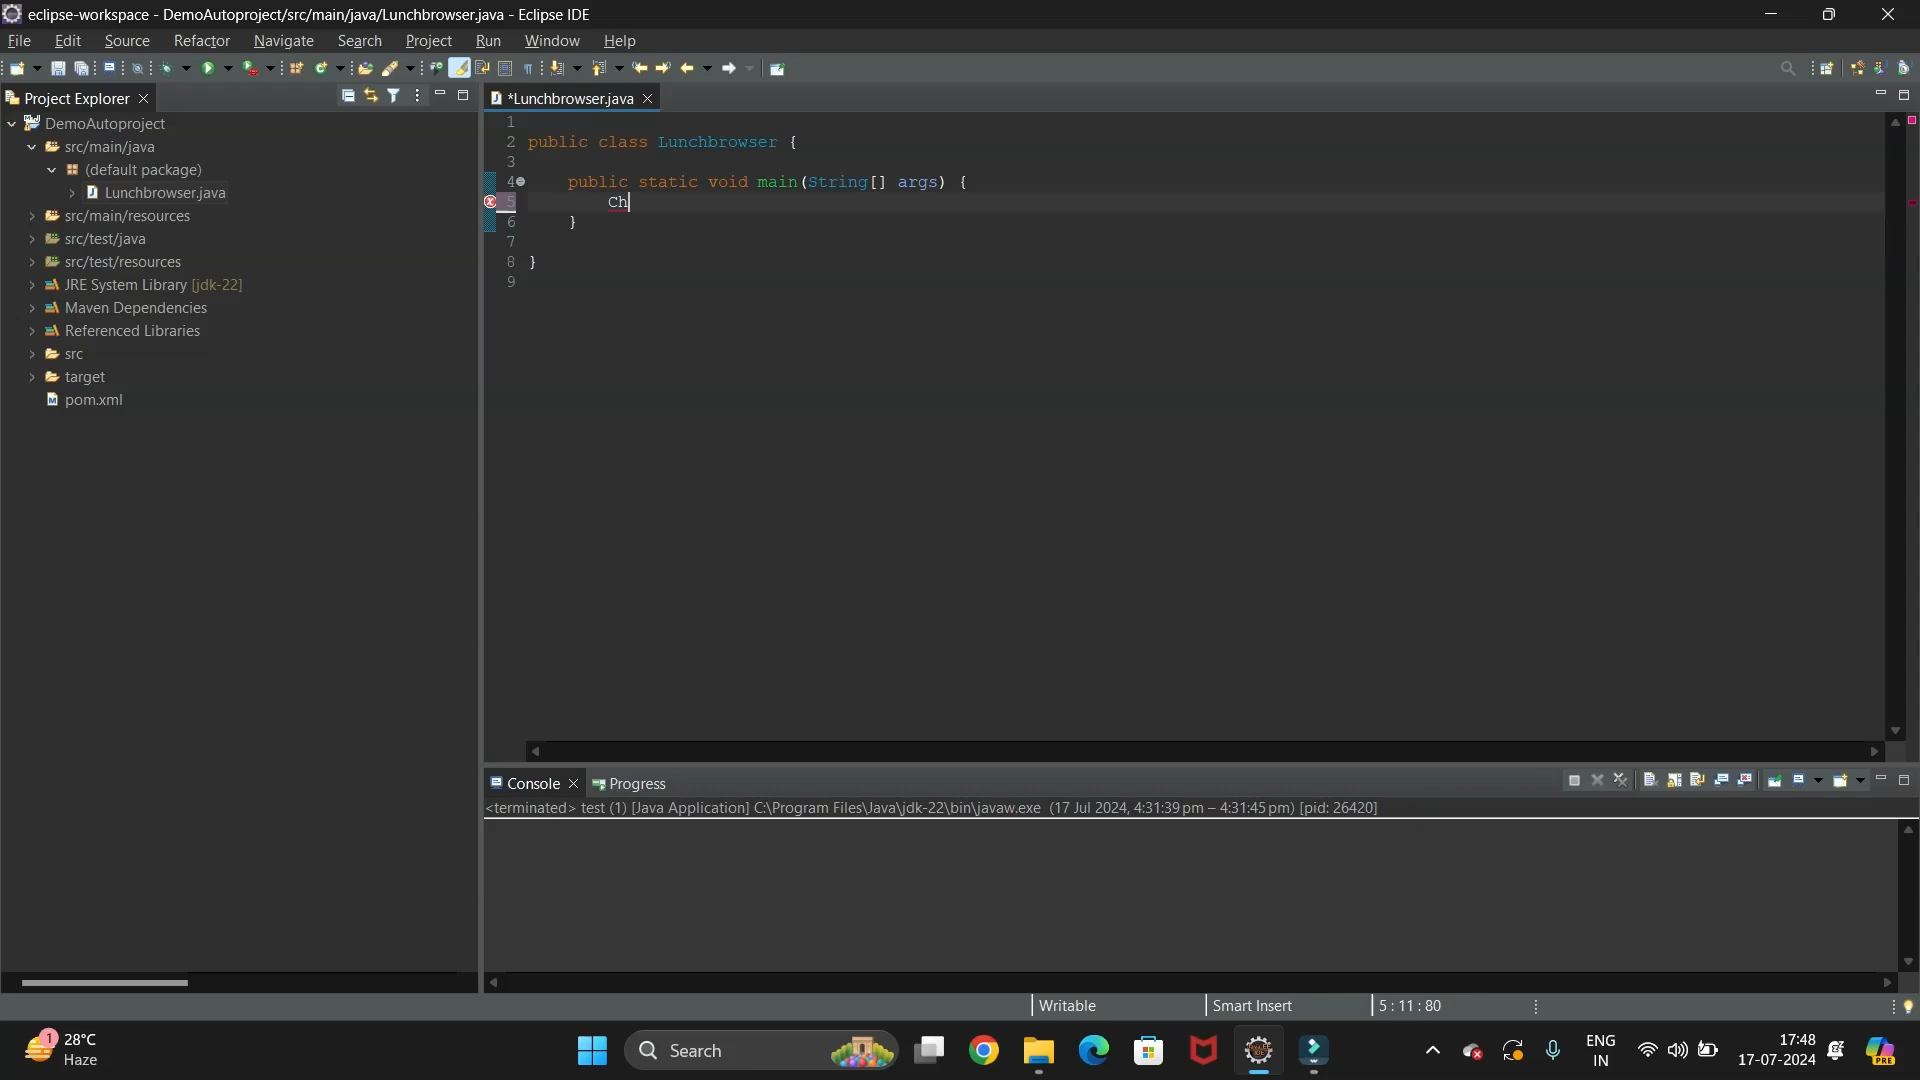 eclipse-workspace - DemoAutoproject/src/main/java/Lunchbrowser.java - Eclipse IDE
File Edit Source Refactor Navigate Search Project Run Window Help
Project Explorer
*Lunchbrowser.java
DemoAutoproject
src/main/java
(default package)
Lunchbrowser.java
src/main/resources
src/test/java
src/test/resources
JRE System Library [jdk-22]
Maven Dependencies
Referenced Libraries
src
target
pom.xml
1
2 public class Lunchbrowser {
3
4 public static void main(String[] args) {
5 Ch
6 }
7
8 }
9
Console Progress
<terminated> test (1) [Java Application] C:\Program Files\Java\jdk-22\bin\javaw.exe (17 Jul 2024, 4:31:39 pm – 4:31:45 pm) [pid: 26420]
Writable Smart Insert 5 : 11 : 80
1
28°C
Haze
Search
ENG
IN
17:48
17-07-2024
PRE